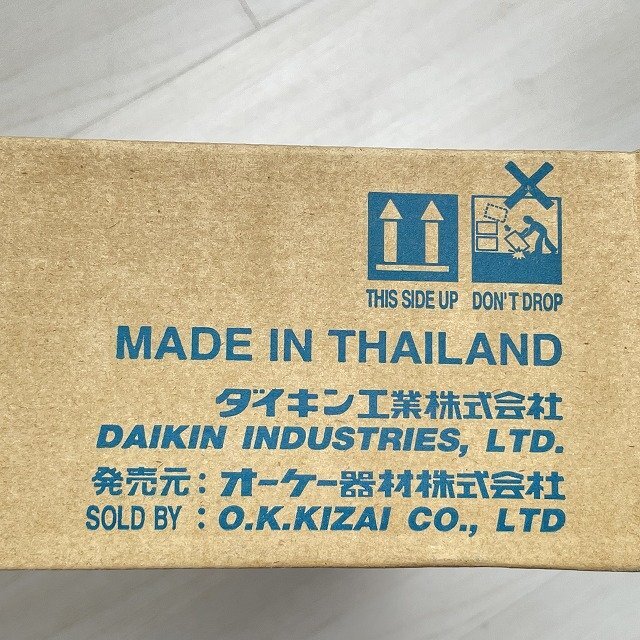 THIS SIDE UP DON'T DROP
MADE IN THAILAND
ダイキン工業株式会社
DAIKIN INDUSTRIES, LTD.
発売元：オーケー器材株式会社
SOLD BY : O.K.KIZAI CO., LTD